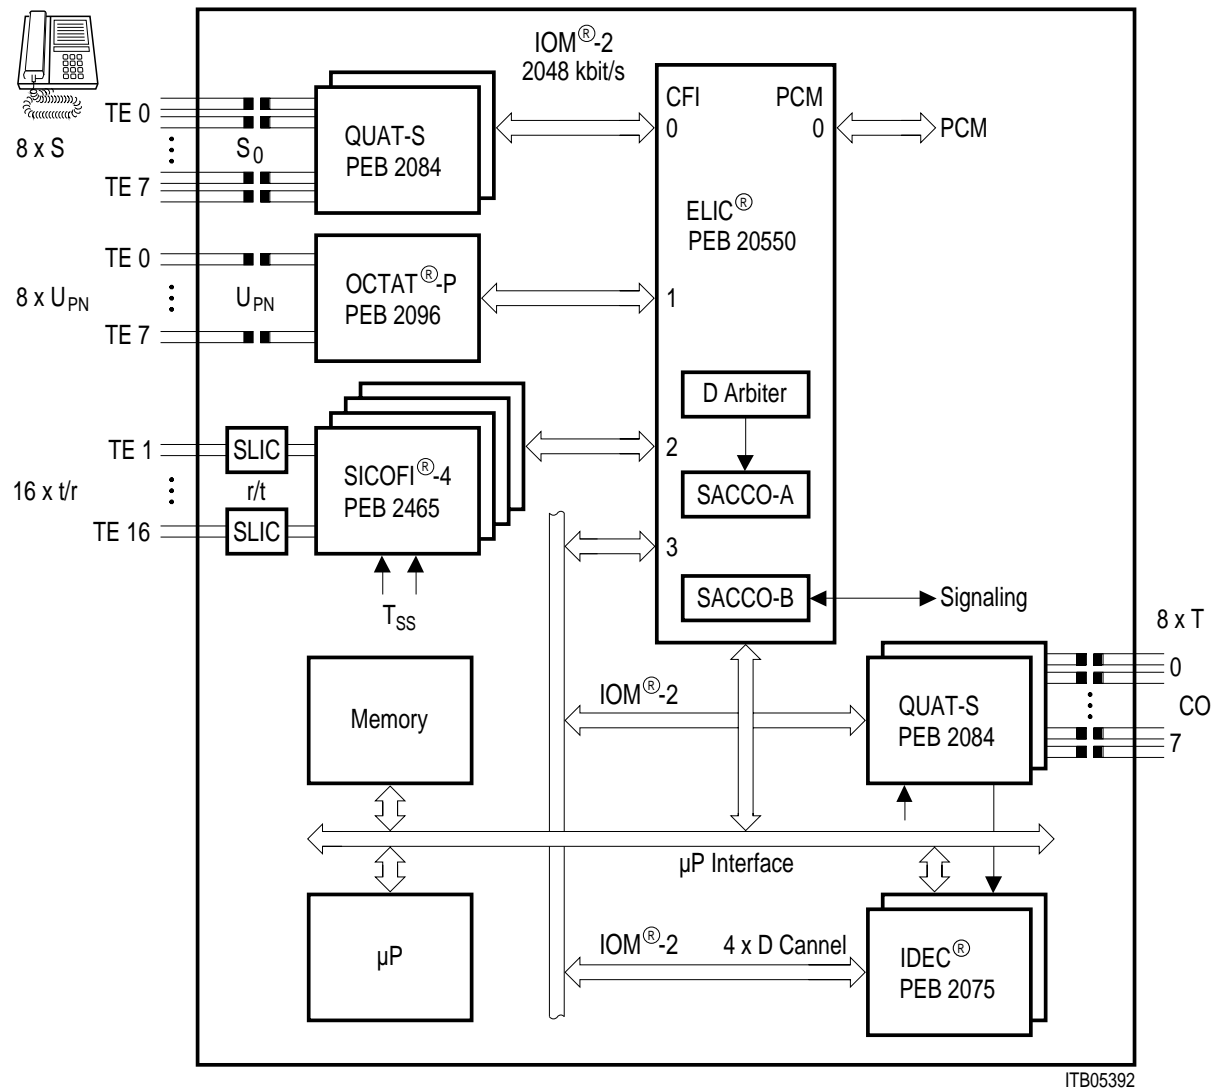 IOM®-2
2048 kbit/s
CFI
0
PCM
0
PCM
TE 0
8 x S
S0
TE 7
QUAT-S
PEB 2084
ELIC®
PEB 20550
TE 0
8 x UPN
UPN
TE 7
OCTAT®-P
PEB 2096
1
D Arbiter
TE 1
SLIC
16 x t/r
r/t
TE 16
SLIC
SICOFI®-4
PEB 2465
2
SACCO-A
3
TSS
SACCO-B
Signaling
8 x T
0
CO
7
Memory
IOM®-2
QUAT-S
PEB 2084
µP Interface
µP
IOM®-2
4 x D Cannel
IDEC®
PEB 2075
ITB05392